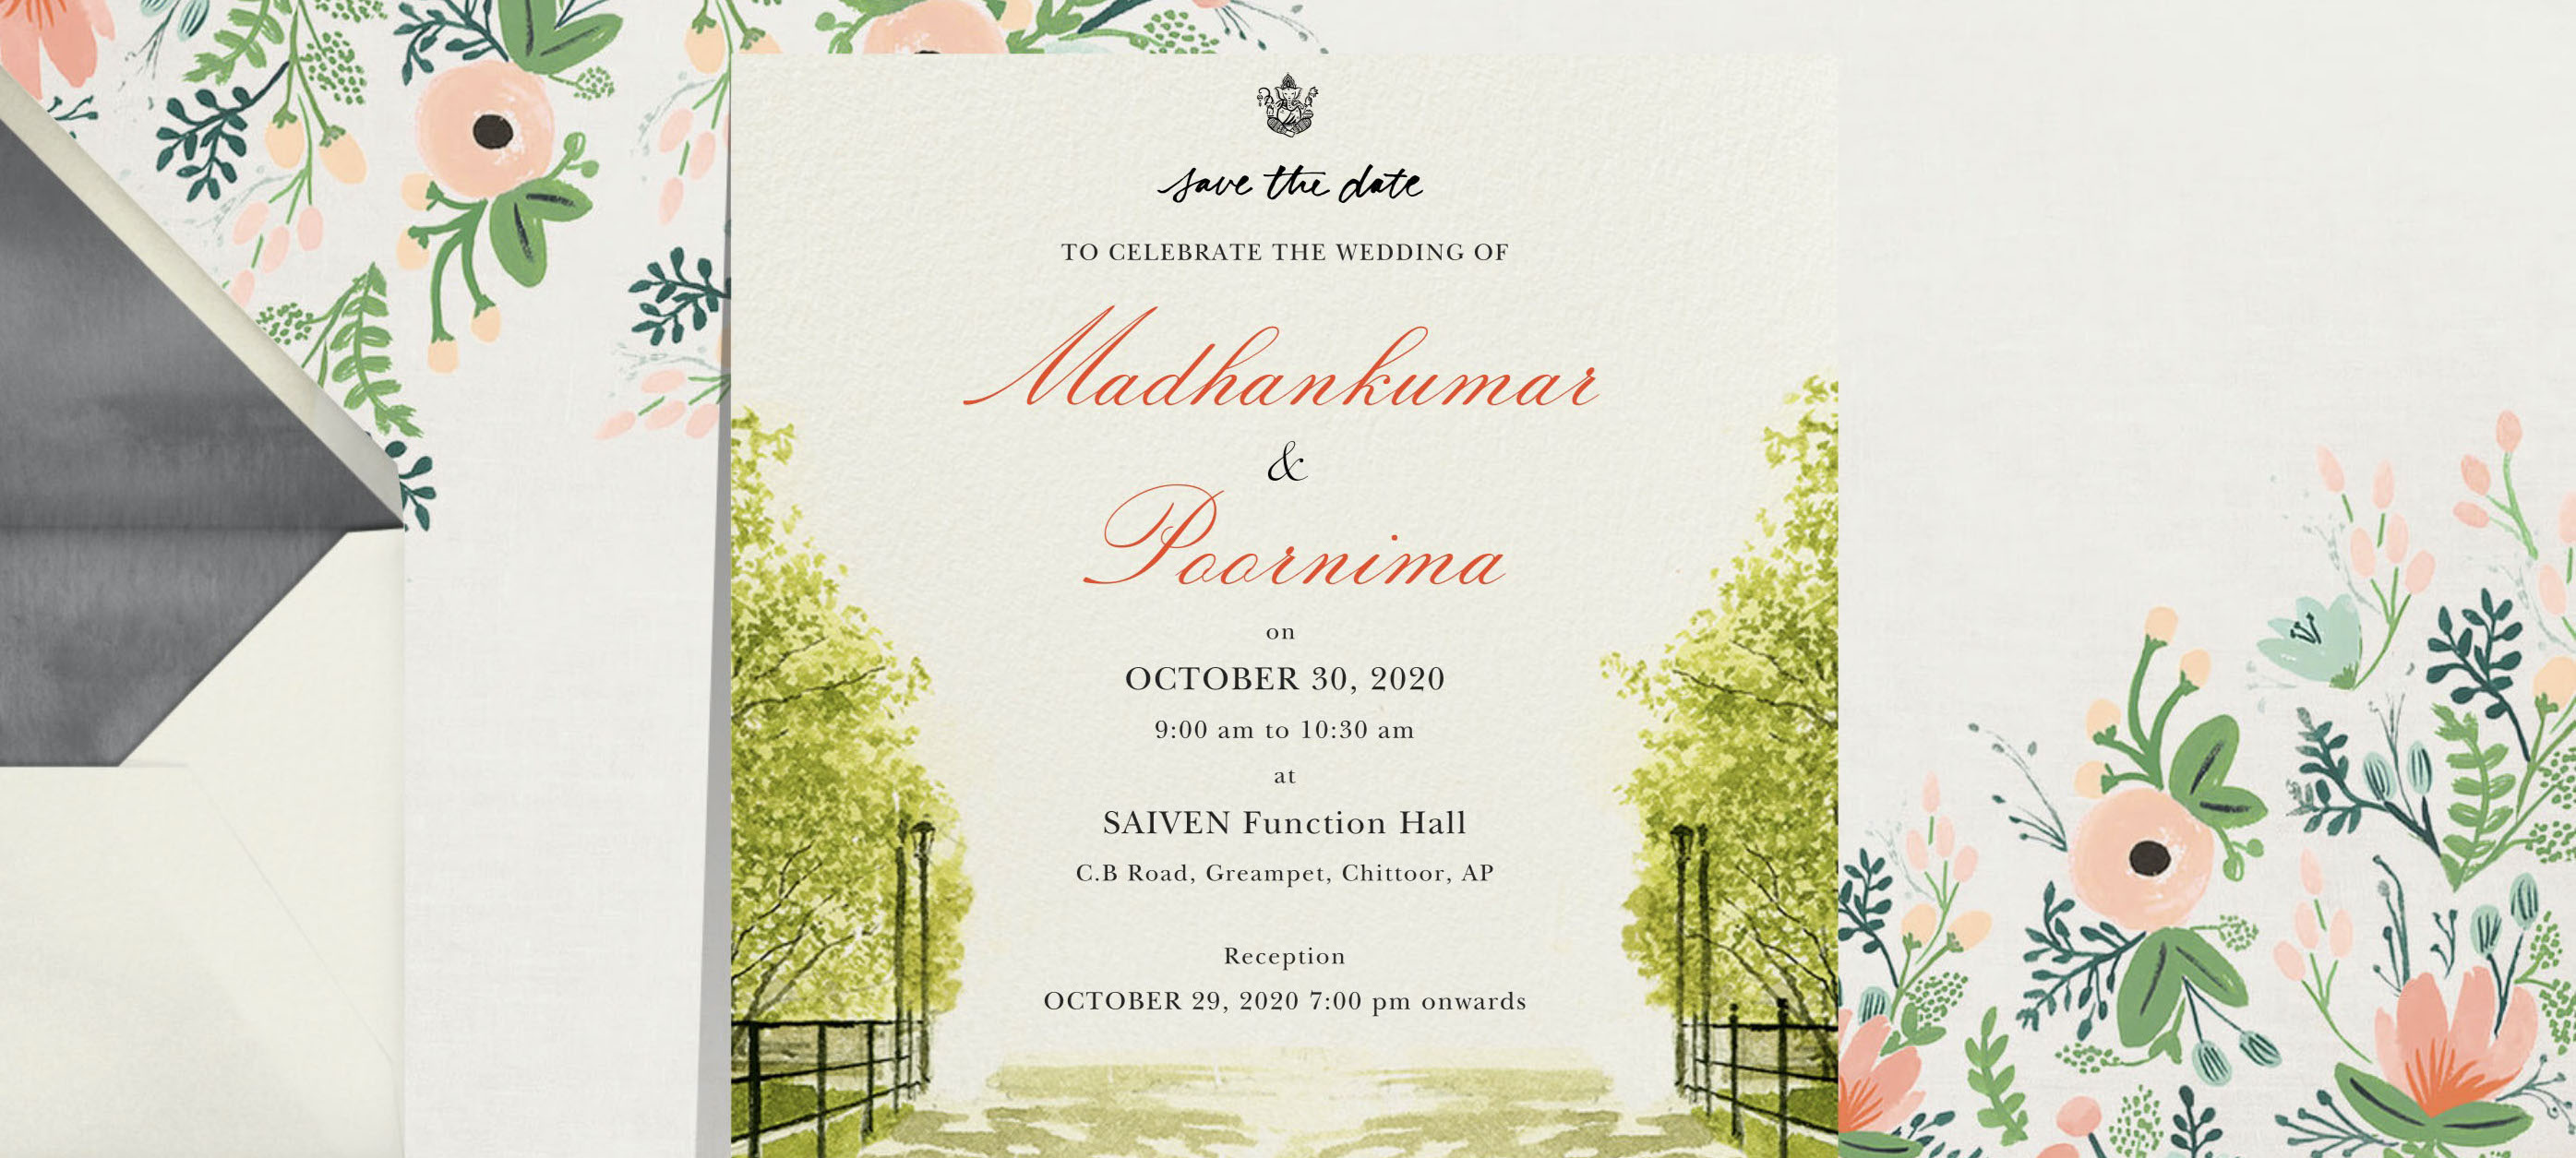 save the date
TO CELEBRATE THE WEDDING OF
Madhankumar
&
Poornima
on
OCTOBER 30, 2020
9:00 am to 10:30 am
at
SAIVEN Function Hall
C.B Road, Greampet, Chittoor, AP
Reception
OCTOBER 29, 2020 7:00 pm onwards